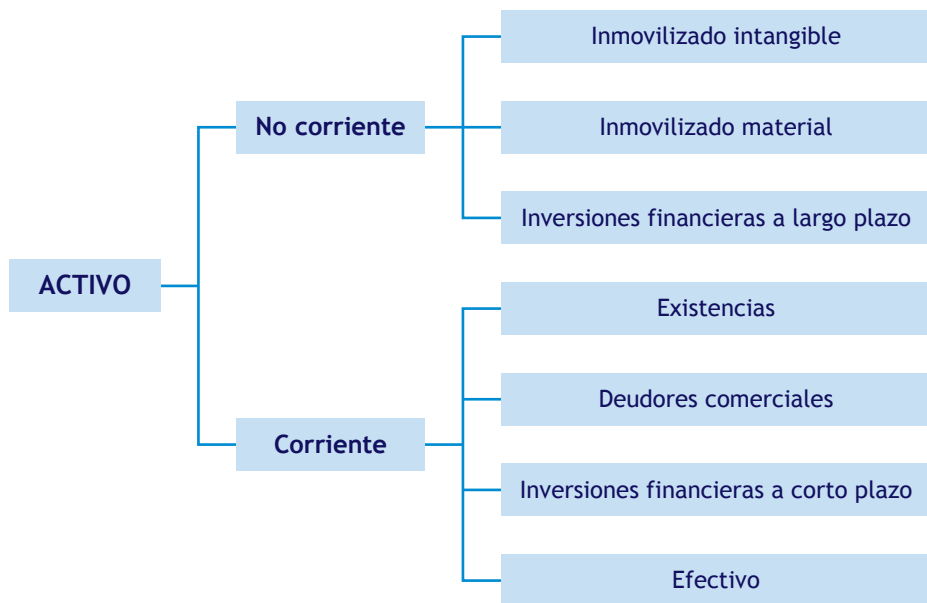 ACTIVO
No corriente
Inmovilizado intangible
Inmovilizado material
Inversiones financieras a largo plazo
Corriente
Existencias
Deudores comerciales
Inversiones financieras a corto plazo
Efectivo